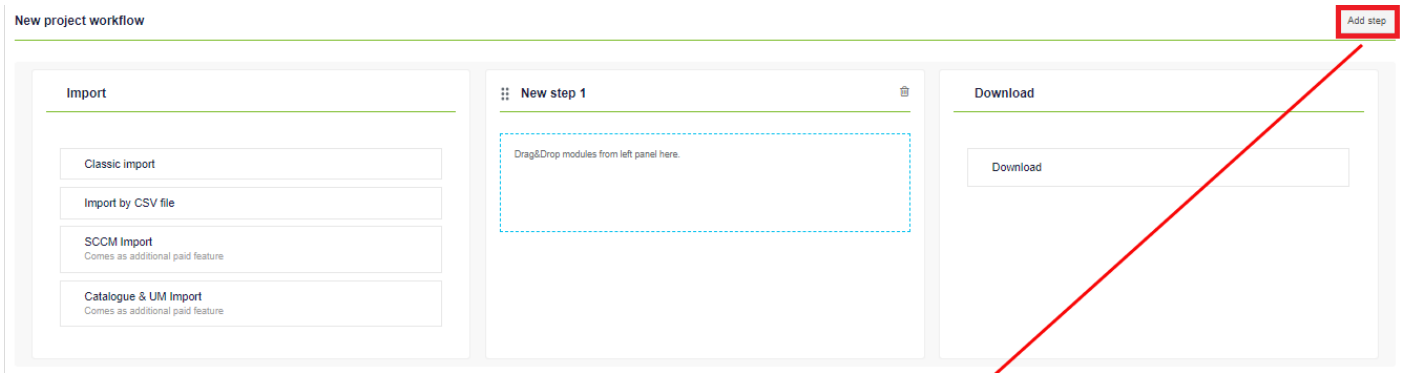 New project workflow
Add step
Import
New step 1
Download
Classic import
Import by CSV file
SCCM Import
Comes as additional paid feature
Catalogue & UM Import
Comes as additional paid feature
Drag&Drop modules from left panel here.
Download